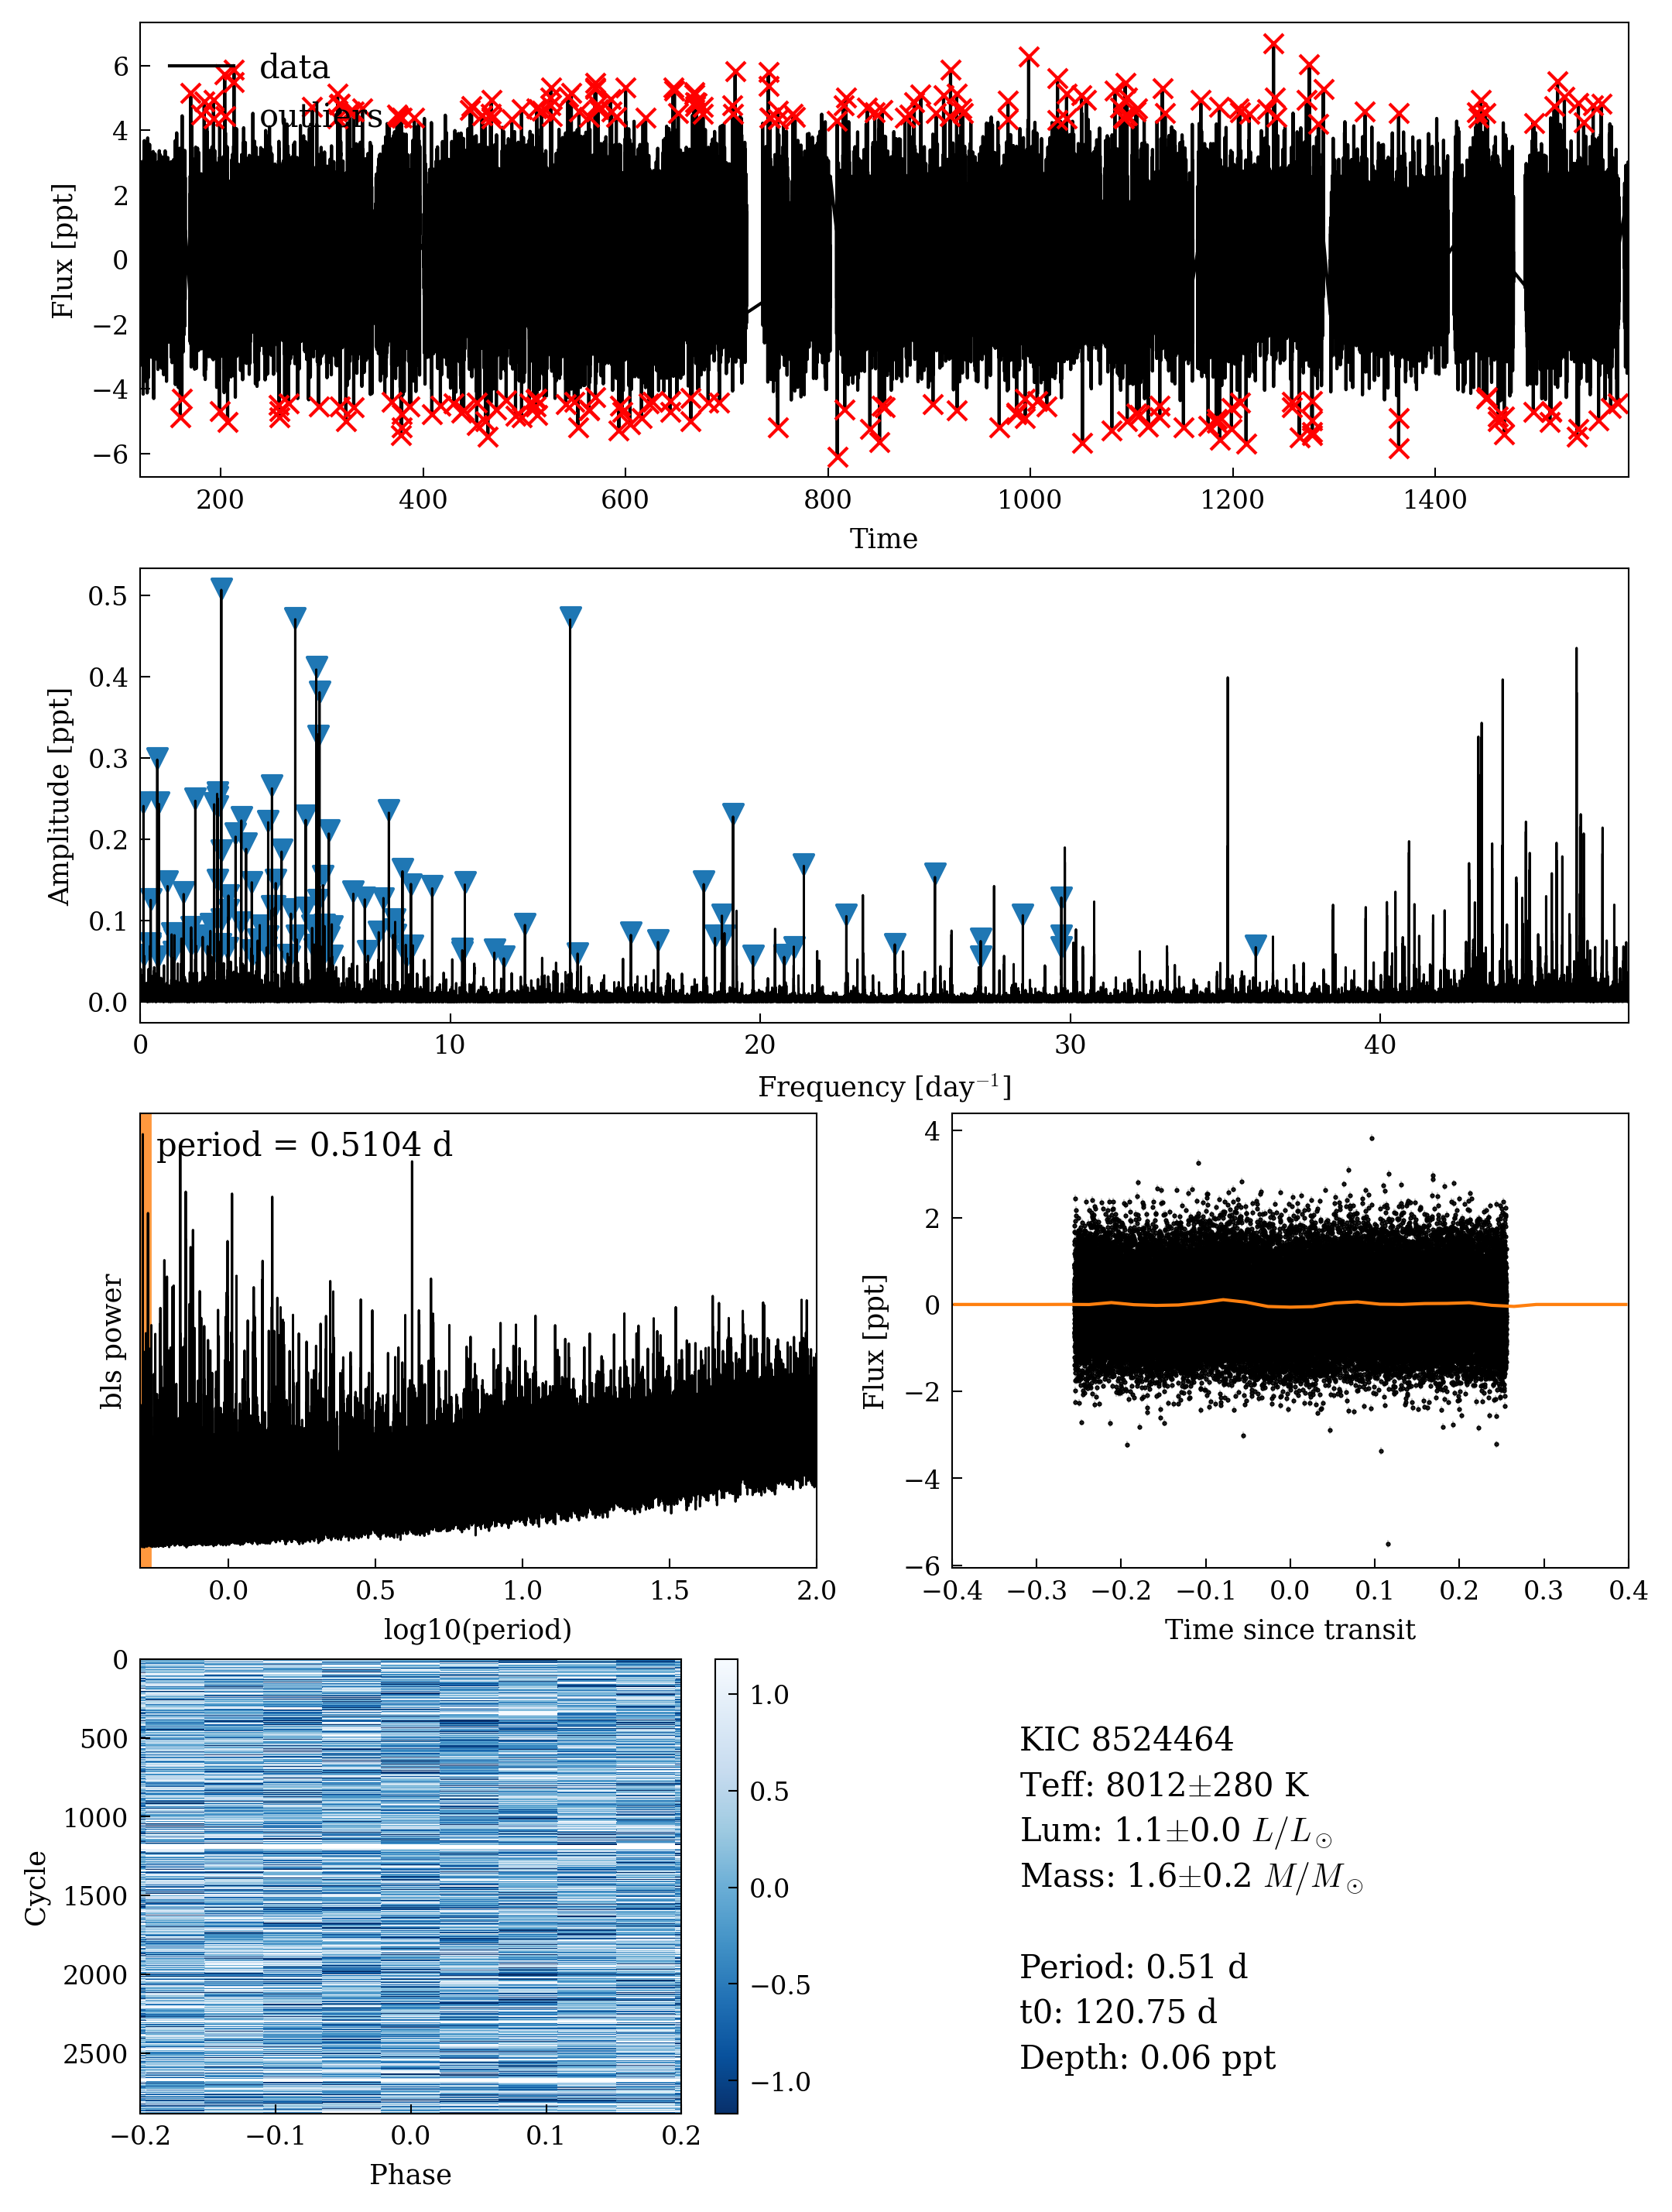 data
outliers
6
4
2
0
−2
−4
−6
Flux [ppt]
200 400 600 800 1000 1200 1400
Time
0.5
0.4
0.3
0.2
0.1
0.0
Amplitude [ppt]
0 10 20 30 40
Frequency [day⁻¹]
period = 0.5104 d
bls power
0.0 0.5 1.0 1.5 2.0
log10(period)
4
2
0
−2
−4
−6
Flux [ppt]
−0.4 −0.3 −0.2 −0.1 0.0 0.1 0.2 0.3 0.4
Time since transit
0
500
1000
1500
2000
2500
Cycle
−0.2 −0.1 0.0 0.1 0.2
Phase
1.0
0.5
0.0
−0.5
−1.0
KIC 8524464
Teff: 8012±280 K
Lum: 1.1±0.0 L/L⊙
Mass: 1.6±0.2 M/M⊙
Period: 0.51 d
t0: 120.75 d
Depth: 0.06 ppt